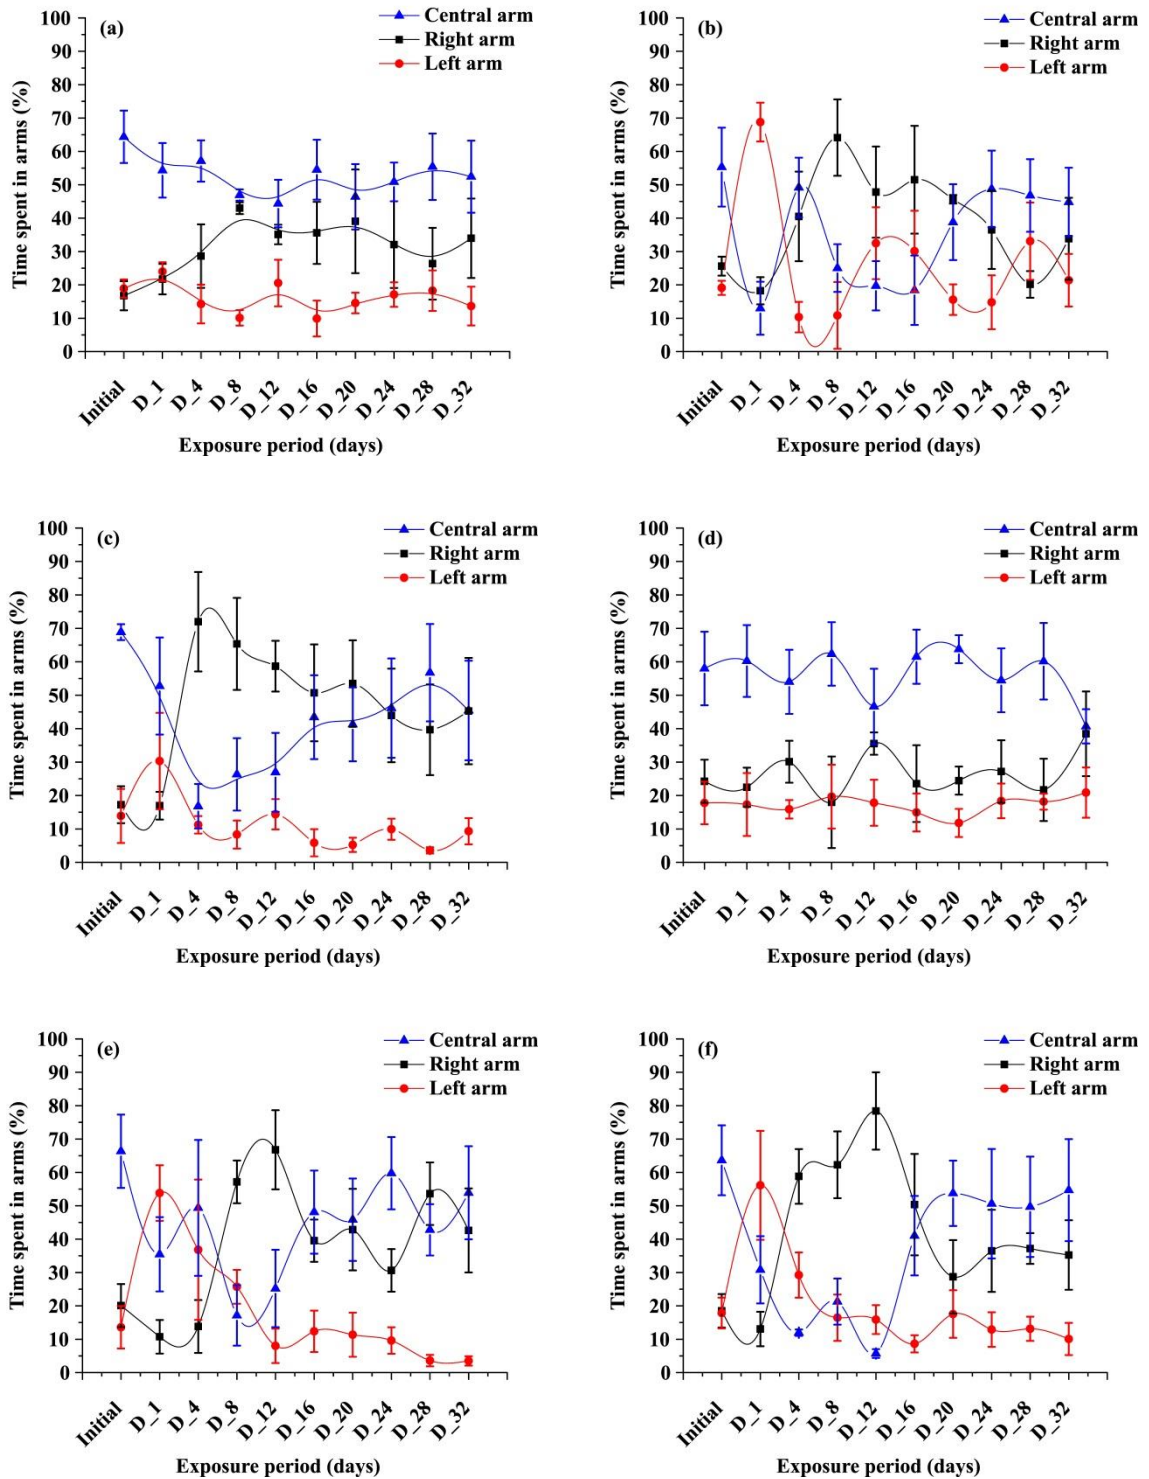 (a)
Central arm
Right arm
Left arm
100
90
80
70
60
50
40
30
20
10
0
Time spent in arms (%)
Initial
D_1
D_4
D_8
D_12
D_16
D_20
D_24
D_28
D_32
Exposure period (days)
(b)
Central arm
Right arm
Left arm
100
90
80
70
60
50
40
30
20
10
0
Time spent in arms (%)
Initial
D_1
D_4
D_8
D_12
D_16
D_20
D_24
D_28
D_32
Exposure period (days)
(c)
Central arm
Right arm
Left arm
100
90
80
70
60
50
40
30
20
10
0
Time spent in arms (%)
Initial
D_1
D_4
D_8
D_12
D_16
D_20
D_24
D_28
D_32
Exposure period (days)
(d)
Central arm
Right arm
Left arm
100
90
80
70
60
50
40
30
20
10
0
Time spent in arms (%)
Initial
D_1
D_4
D_8
D_12
D_16
D_20
D_24
D_28
D_32
Exposure period (days)
(e)
Central arm
Right arm
Left arm
100
90
80
70
60
50
40
30
20
10
0
Time spent in arms (%)
Initial
D_1
D_4
D_8
D_12
D_16
D_20
D_24
D_28
D_32
Exposure period (days)
(f)
Central arm
Right arm
Left arm
100
90
80
70
60
50
40
30
20
10
0
Time spent in arms (%)
Initial
D_1
D_4
D_8
D_12
D_16
D_20
D_24
D_28
D_32
Exposure period (days)